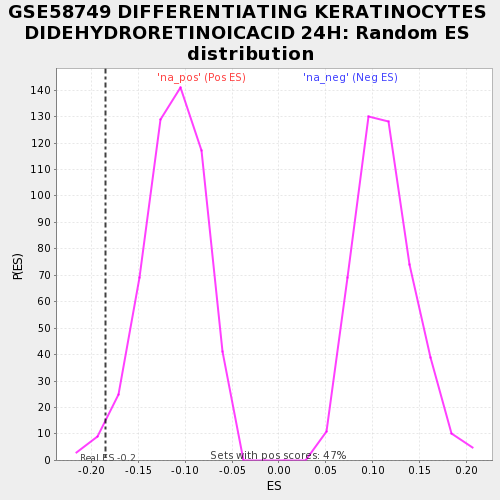 GSE58749 DIFFERENTIATING KERATINOCYTES
DIDEHYDRORETINOICACID 24H: Random ES
distribution
'na_pos' (Pos ES)
'na_neg' (Neg ES)
P(ES)
140
130
120
110
100
90
80
70
60
50
40
30
20
10
0
Real ES -0.2
Sets with pos scores: 47%
-0.20 -0.15 -0.10 -0.05 0.00 0.05 0.10 0.15 0.20
ES